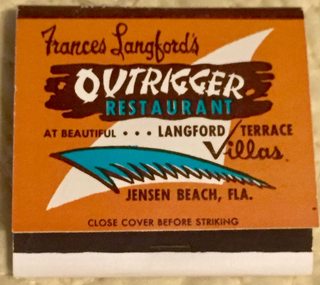 Frances Langford's
OUTRIGGER
RESTAURANT
AT BEAUTIFUL ••• LANGFORD TERRACE
Villas
JENSEN BEACH, FLA.
CLOSE COVER BEFORE STRIKING